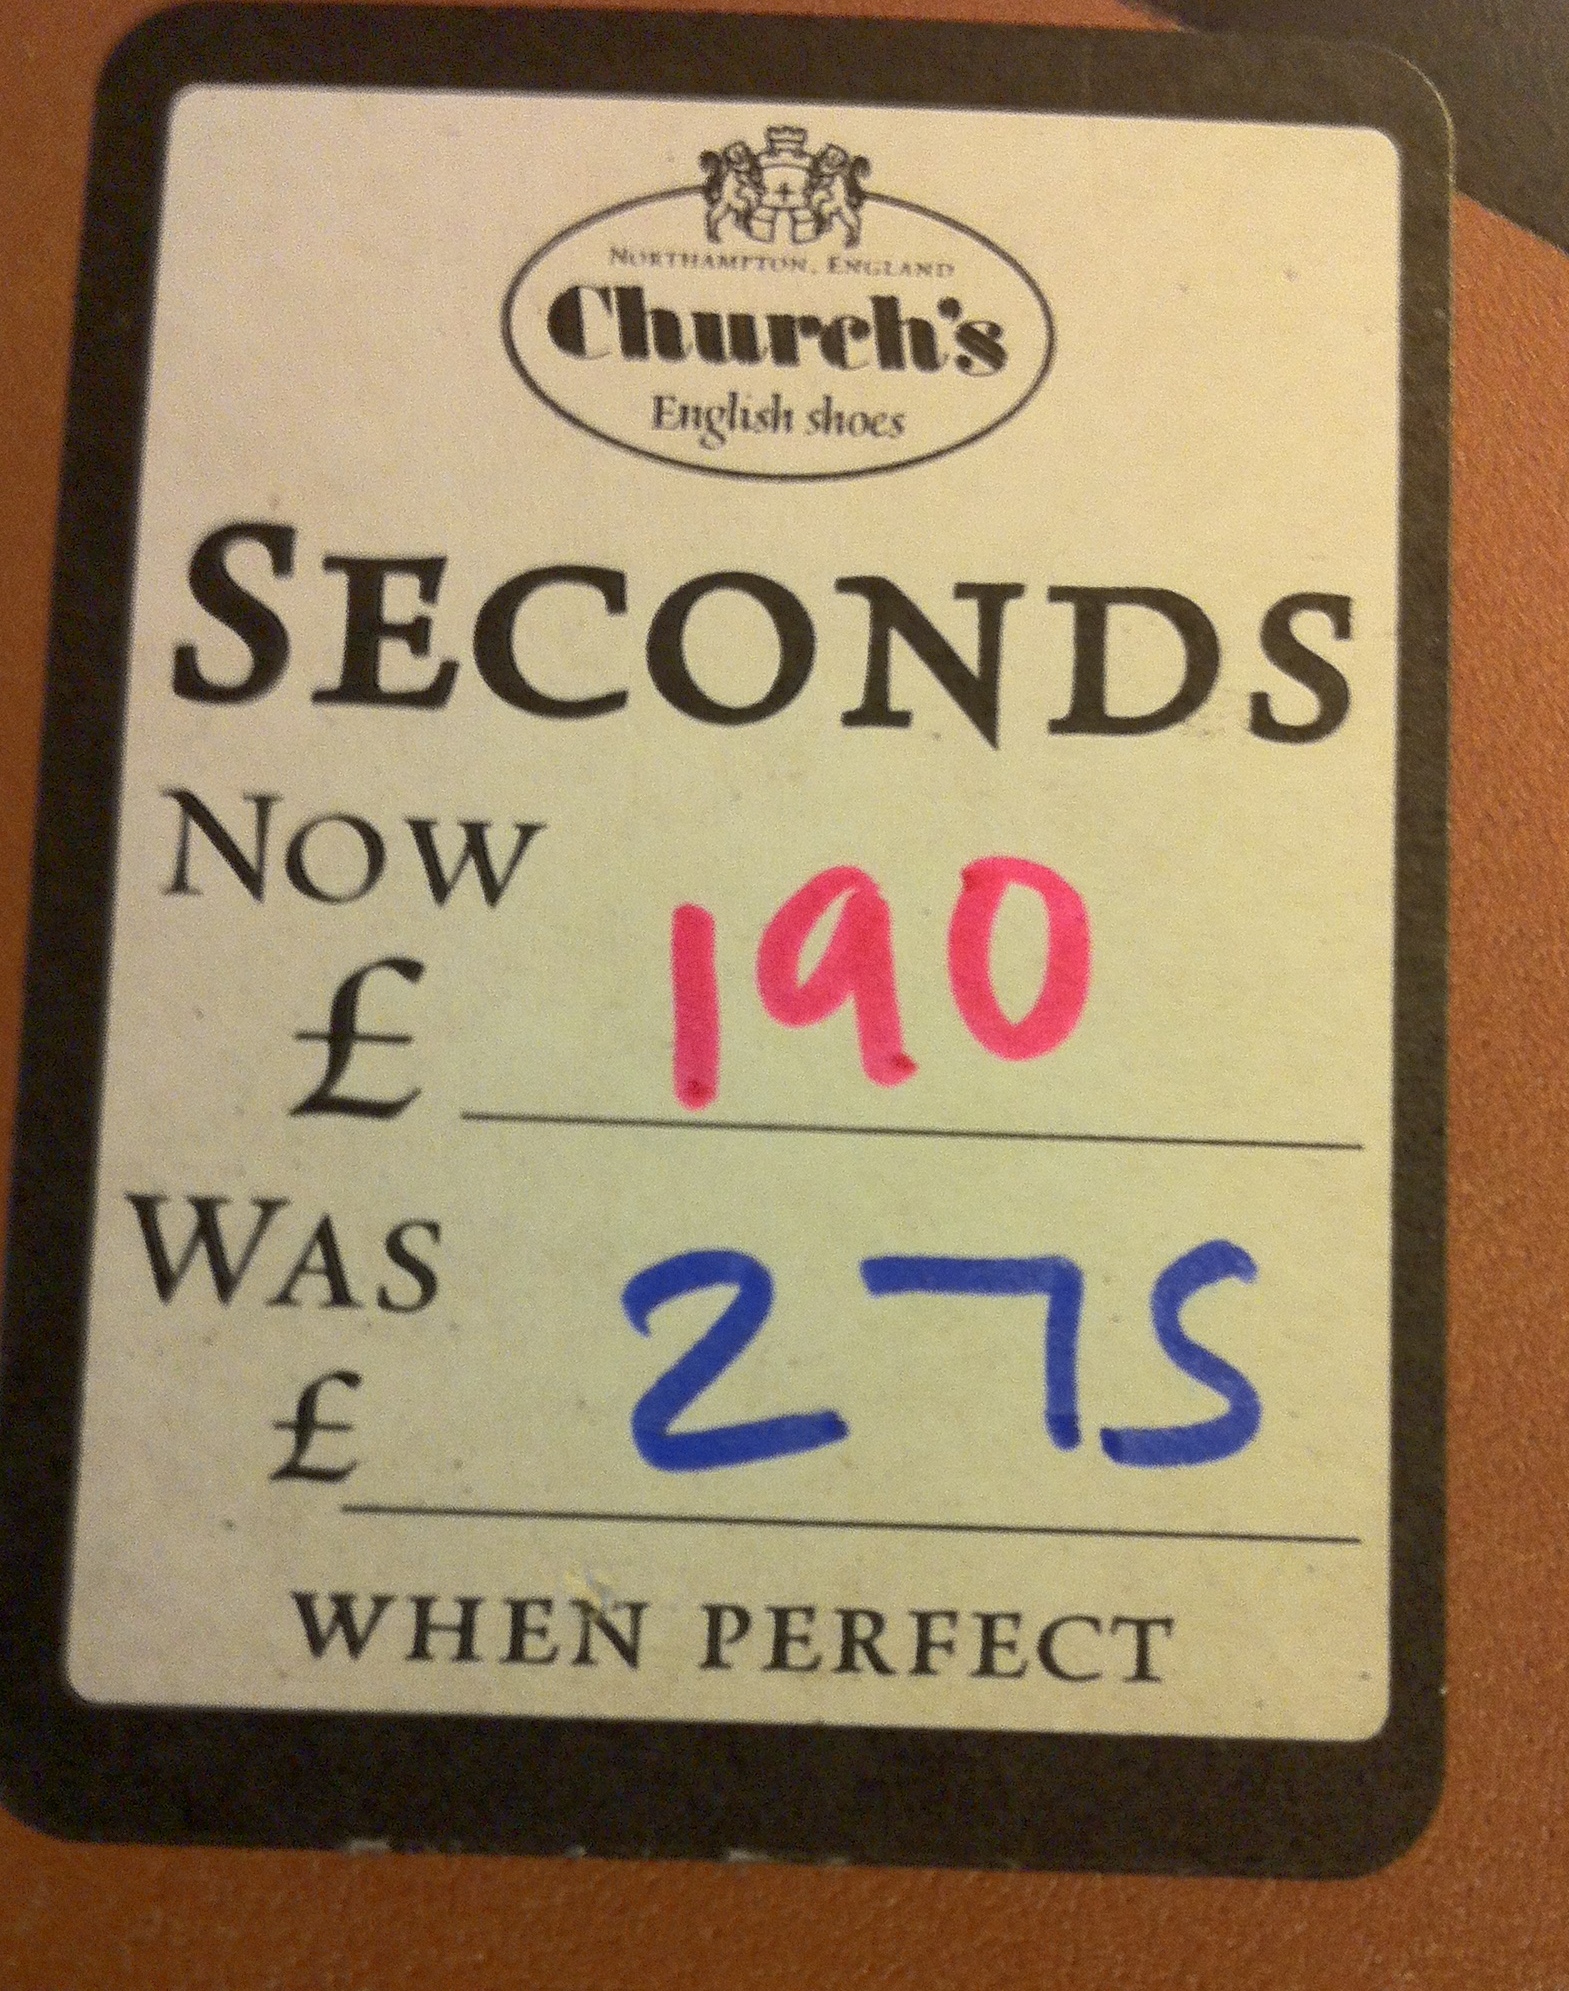 NORTHAMPTON, ENGLAND
Church's
English shoes
SECONDS
NOW
£ 190
WAS
£ 275
WHEN PERFECT